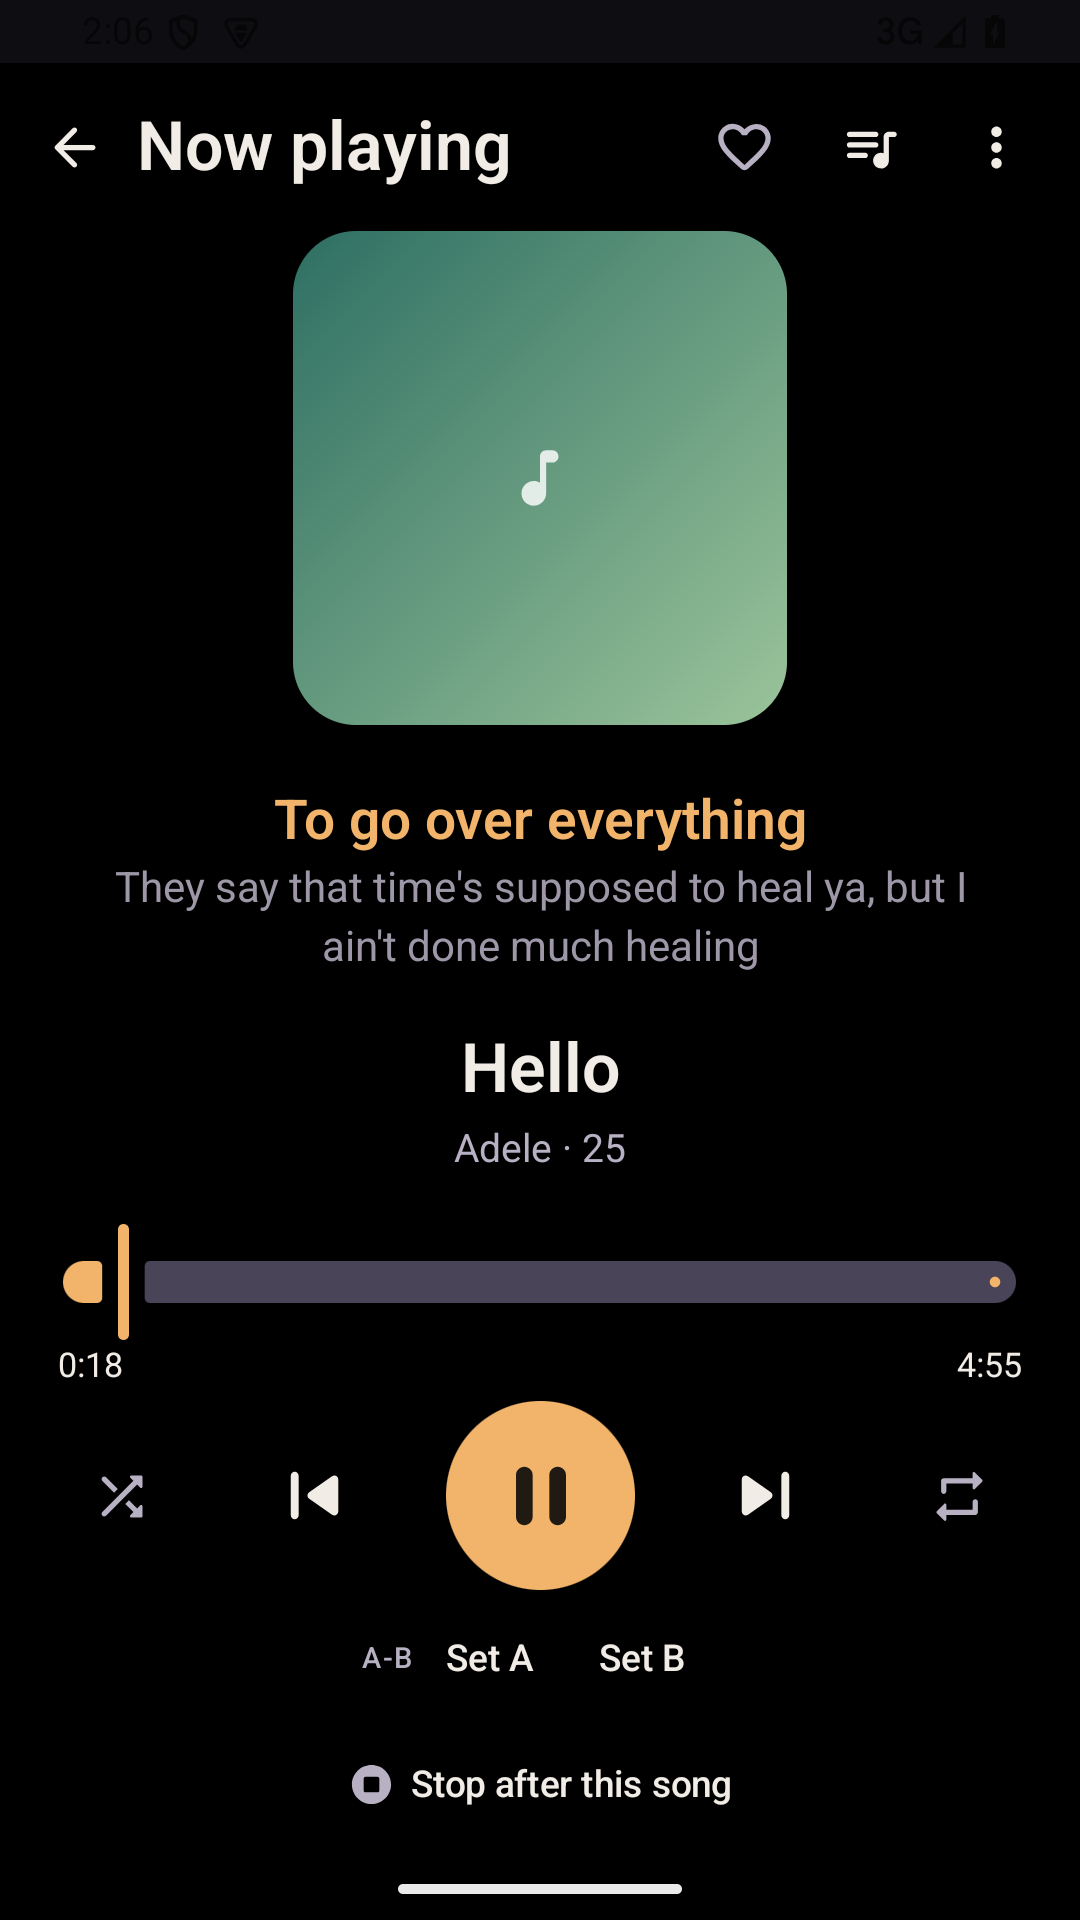 2:06
3G
Now playing
To go over everything
They say that time's supposed to heal ya, but I
ain't done much healing
Hello
Adele · 25
0:18
4:55
A-B
Set A
Set B
Stop after this song